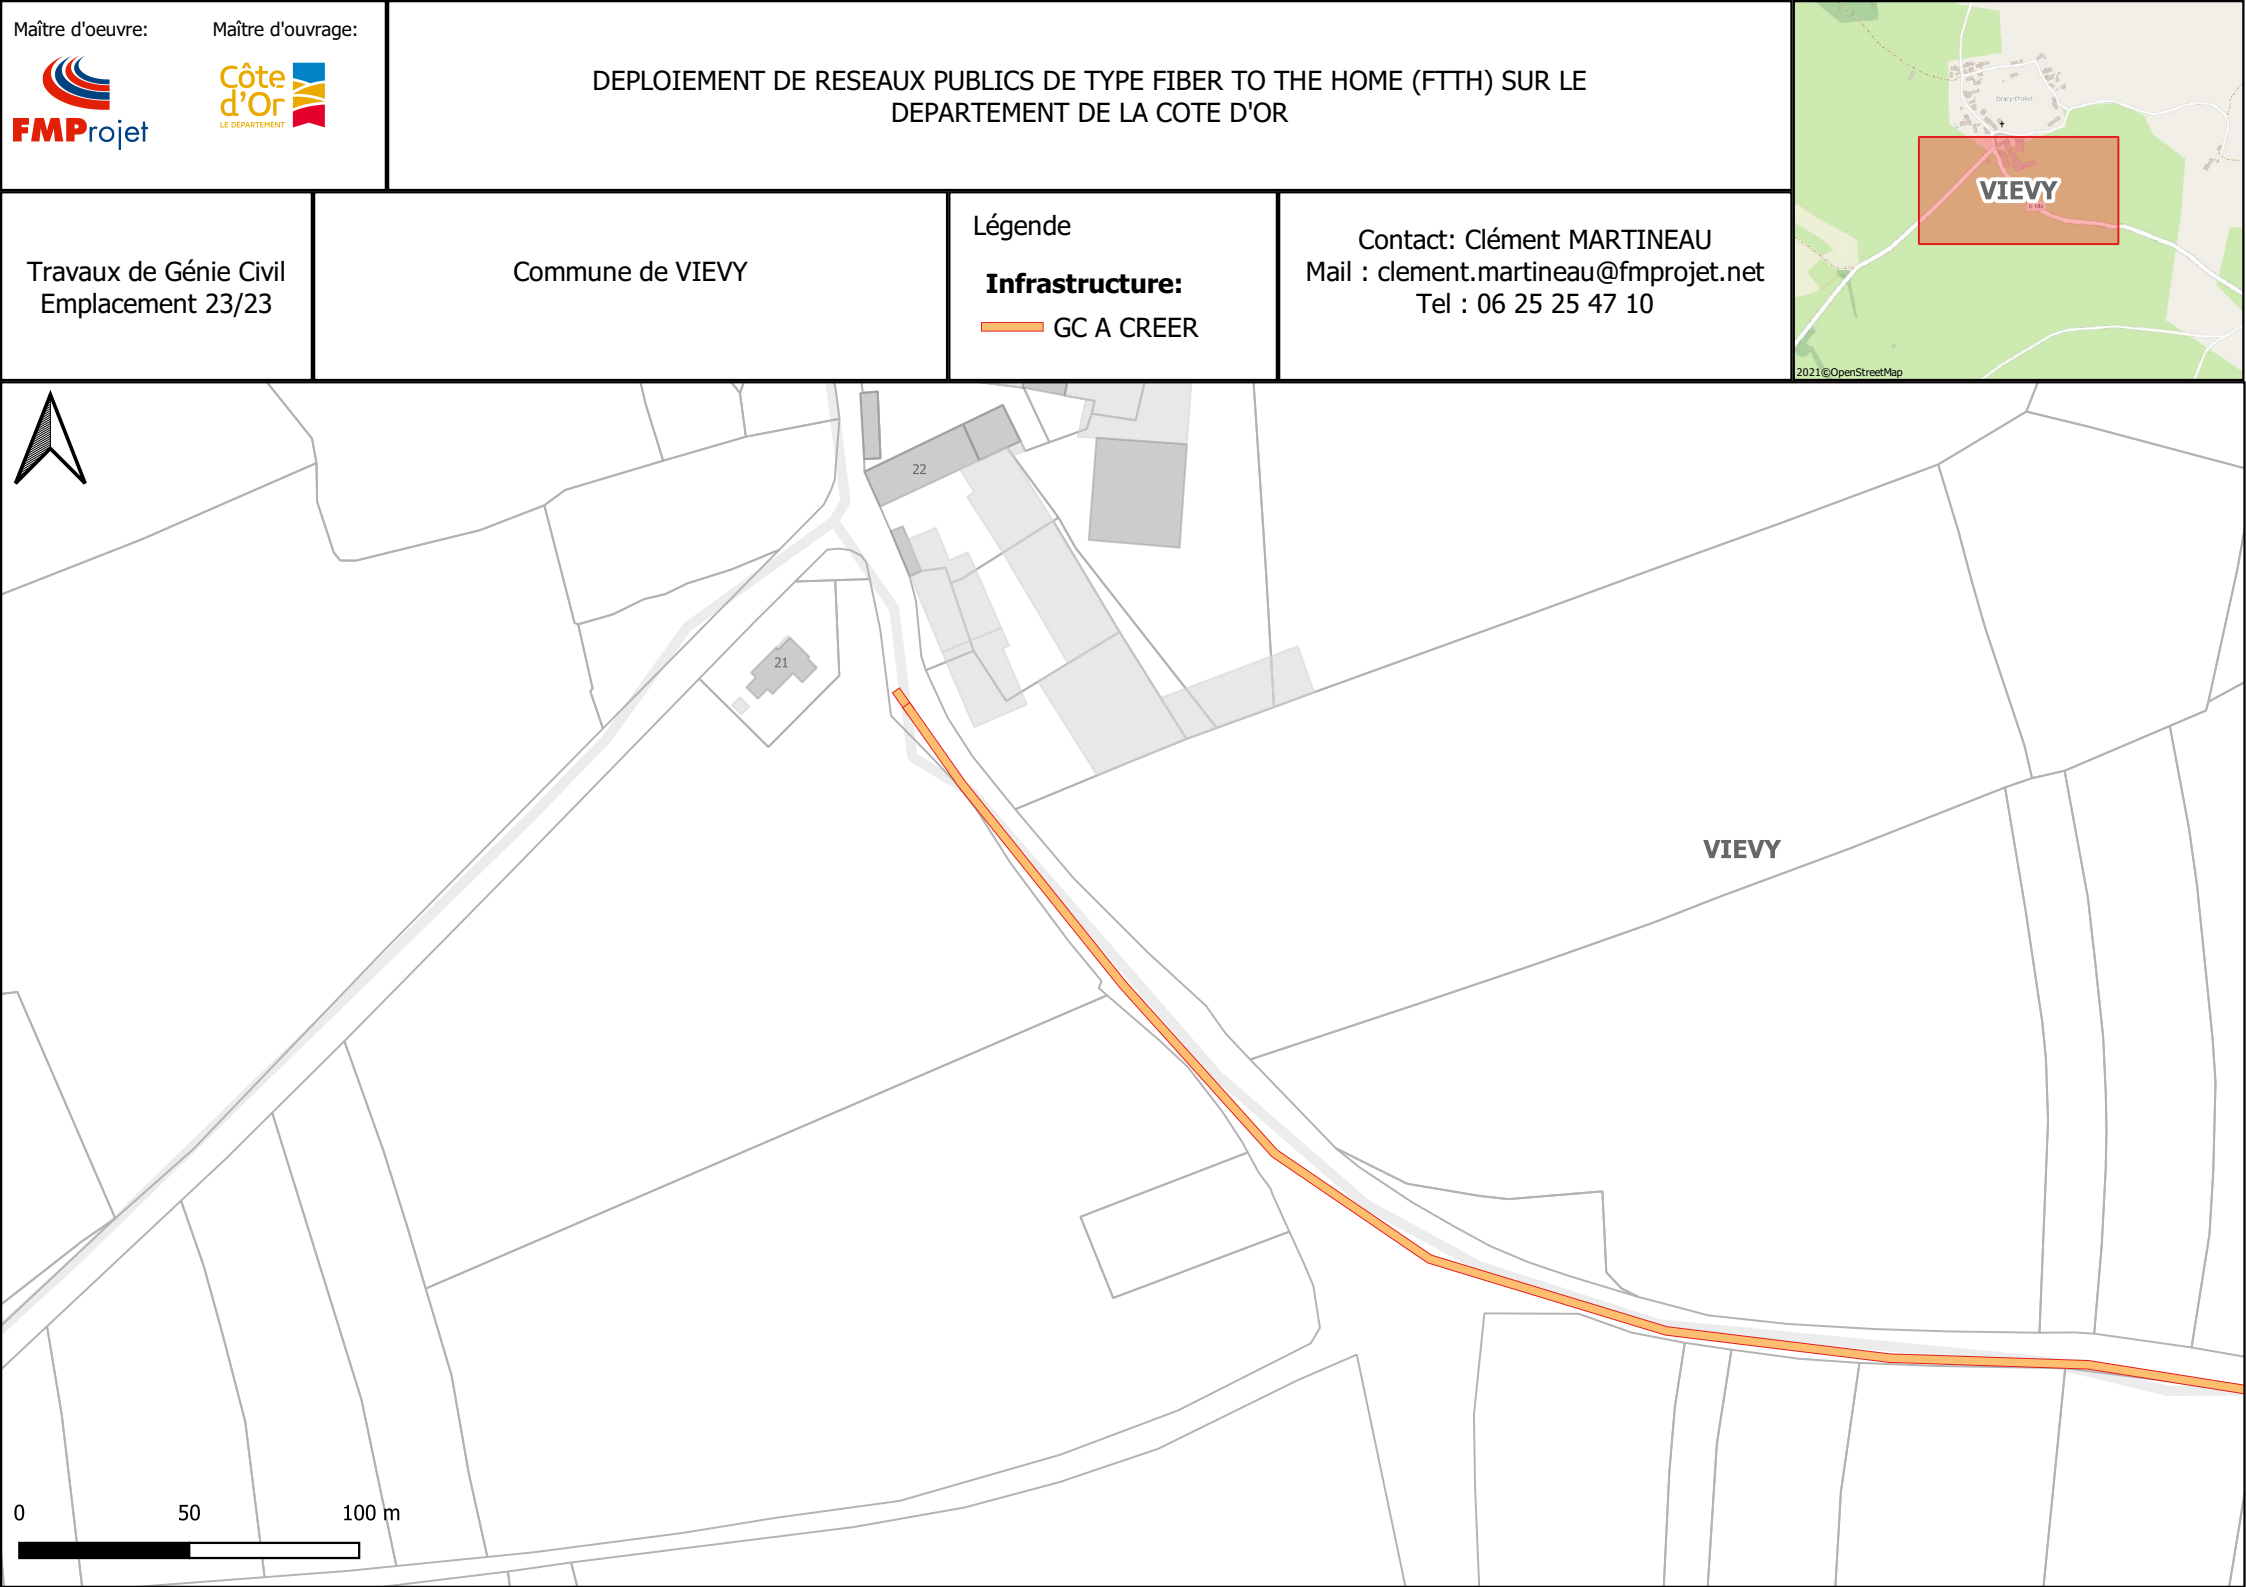 Maître d'oeuvre:
Maître d'ouvrage:
FMProjet
Côte
d'Or
LE DÉPARTEMENT
DEPLOIEMENT DE RESEAUX PUBLICS DE TYPE FIBER TO THE HOME (FTTH) SUR LE
DEPARTEMENT DE LA COTE D'OR
Dracy-Chalot
VIEVY
D 14a
2021©OpenStreetMap
Travaux de Génie Civil
Emplacement 23/23
Commune de VIEVY
Légende
Infrastructure:
GC A CREER
Contact: Clément MARTINEAU
Mail : clement.martineau@fmprojet.net
Tel : 06 25 25 47 10
22
21
VIEVY
0 50 100 m